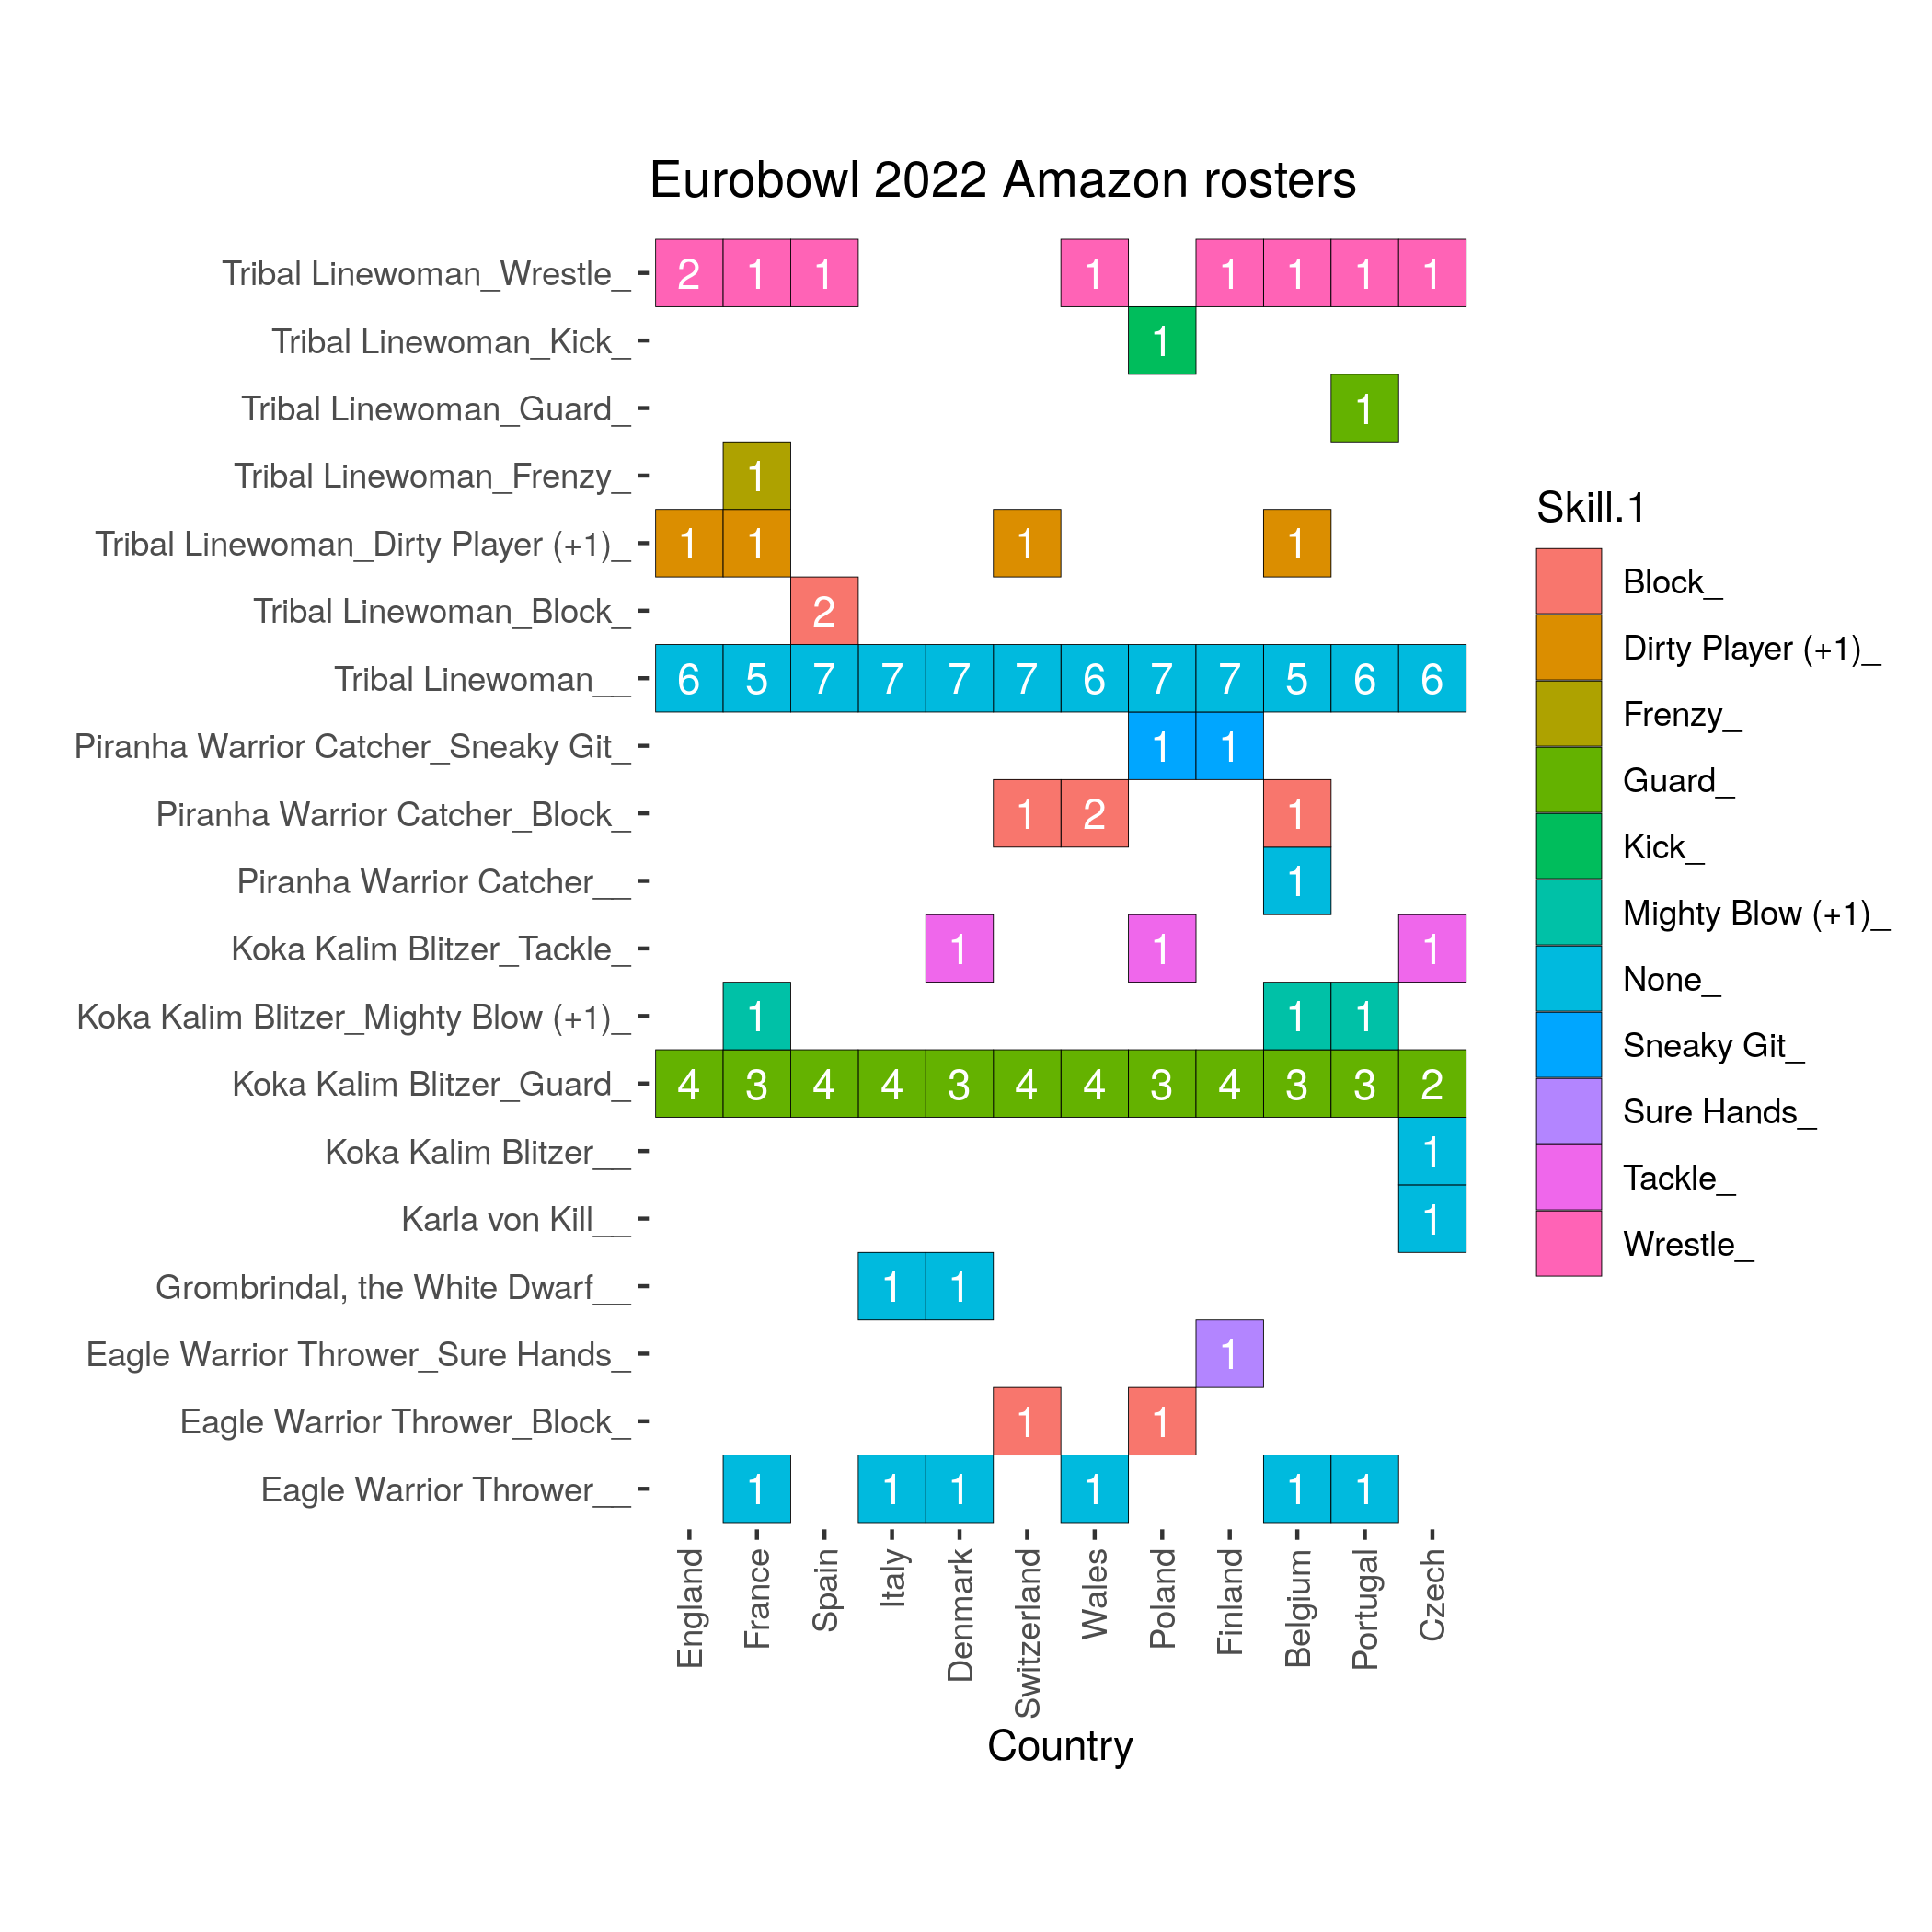 Eurobowl 2022 Amazon rosters
Tribal Linewoman_Wrestle_ 2 1 1 1 1 1 1 1
Tribal Linewoman_Kick_ 1
Tribal Linewoman_Guard_ 1
Tribal Linewoman_Frenzy_ 1
Tribal Linewoman_Dirty Player (+1)_ 1 1 1 1
Tribal Linewoman_Block_ 2
Tribal Linewoman__ 6 5 7 7 7 7 6 7 7 5 6 6
Piranha Warrior Catcher_Sneaky Git_ 1 1
Piranha Warrior Catcher_Block_ 1 2 1
Piranha Warrior Catcher__ 1
Koka Kalim Blitzer_Tackle_ 1 1 1
Koka Kalim Blitzer_Mighty Blow (+1)_ 1 1 1
Koka Kalim Blitzer_Guard_ 4 3 4 4 3 4 4 3 4 3 3 2
Koka Kalim Blitzer__ 1
Karla von Kill__ 1
Grombrindal, the White Dwarf__ 1 1
Eagle Warrior Thrower_Sure Hands_ 1
Eagle Warrior Thrower_Block_ 1 1
Eagle Warrior Thrower__ 1 1 1 1 1 1
England
France
Spain
Italy
Denmark
Switzerland
Wales
Poland
Finland
Belgium
Portugal
Czech
Country
Skill.1
Block_
Dirty Player (+1)_
Frenzy_
Guard_
Kick_
Mighty Blow (+1)_
None_
Sneaky Git_
Sure Hands_
Tackle_
Wrestle_